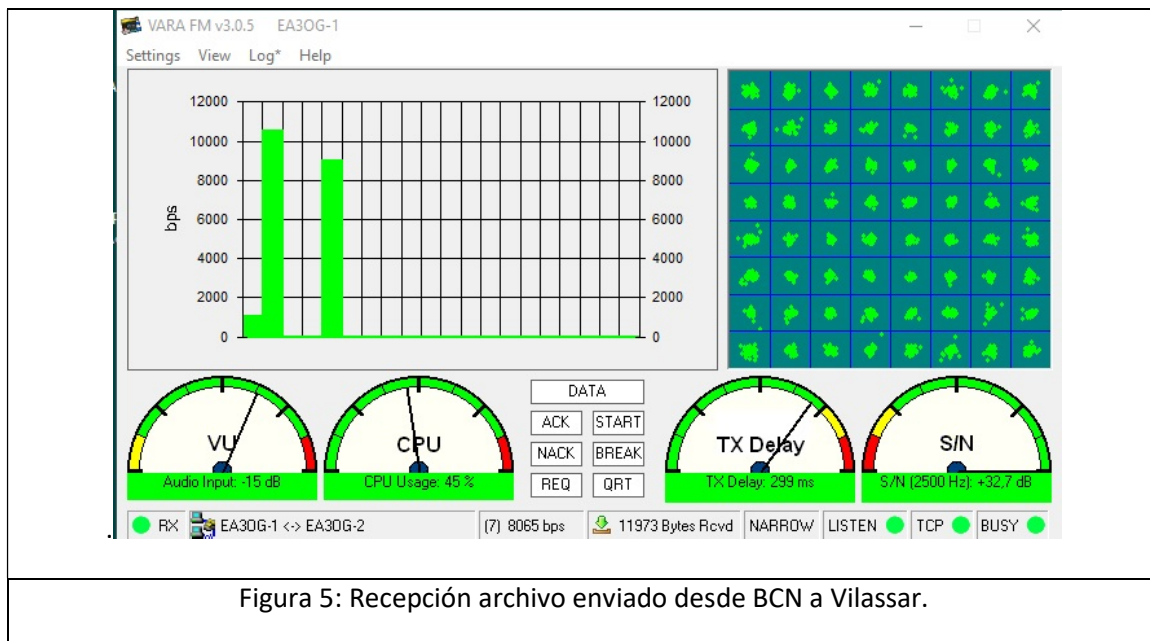 VARA FM v3.0.5 EA3OG-1
Settings View Log* Help
12000 12000
10000 10000
8000 8000
6000 6000
4000 4000
2000 2000
0 0
bps
VU
Audio Input: -15 dB
CPU
CPU Usage: 45 %
DATA
ACK START
NACK BREAK
REQ QRT
TX Delay
TX Delay: 299 ms
S/N
S/N (2500 Hz): +32,7 dB
RX EA3OG-1 <-> EA3OG-2 (7) 8065 bps 11973 Bytes Rcvd NARROW LISTEN TCP BUSY
Figura 5: Recepción archivo enviado desde BCN a Vilassar.